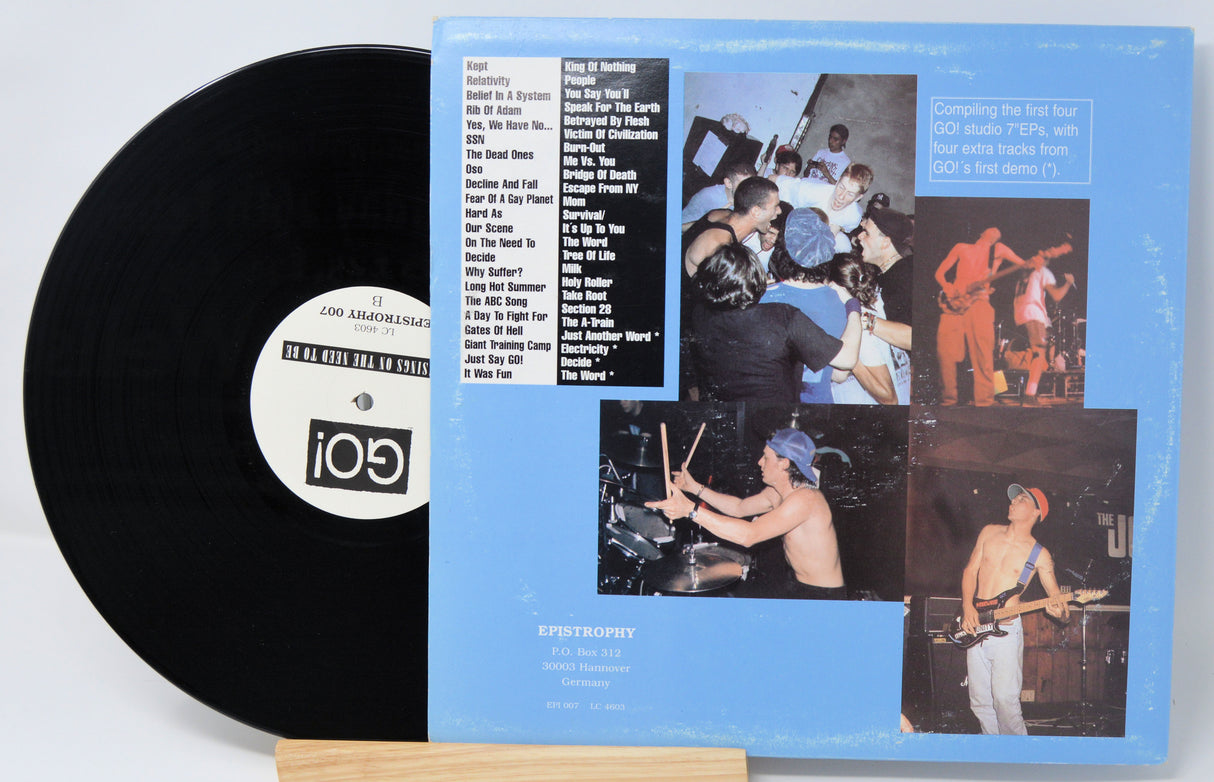 Kept
Relativity
Belief In A System
Rib Of Adam
Yes, We Have No...
SSN
The Dead Ones
Oso
Decline And Fall
Fear Of A Gay Planet
Hard As
Our Scene
On The Need To
Decide
Why Suffer?
Long Hot Summer
The ABC Song
A Day To Fight For
Gates Of Hell
Giant Training Camp
Just Say GO!
It Was Fun
King Of Nothing
People
You Say You´ll
Speak For The Earth
Betrayed By Flesh
Victim Of Civilization
Burn-Out
Me Vs. You
Bridge Of Death
Escape From NY
Mom
Survival/
It´s Up To You
The Word
Tree Of Life
Milk
Holy Roller
Take Root
Section 28
The A-Train
Just Another Word *
Electricity *
Decide *
The Word *
Compiling the first four
GO! studio 7"EPs, with
four extra tracks from
GO!´s first demo (*).
GO!
SINGS ON THE NEED TO BE
EPISTROPHY 007
LC 4603
B
THE
EPISTROPHY
P.O. Box 312
30003 Hannover
Germany
EPI 007 LC 4603